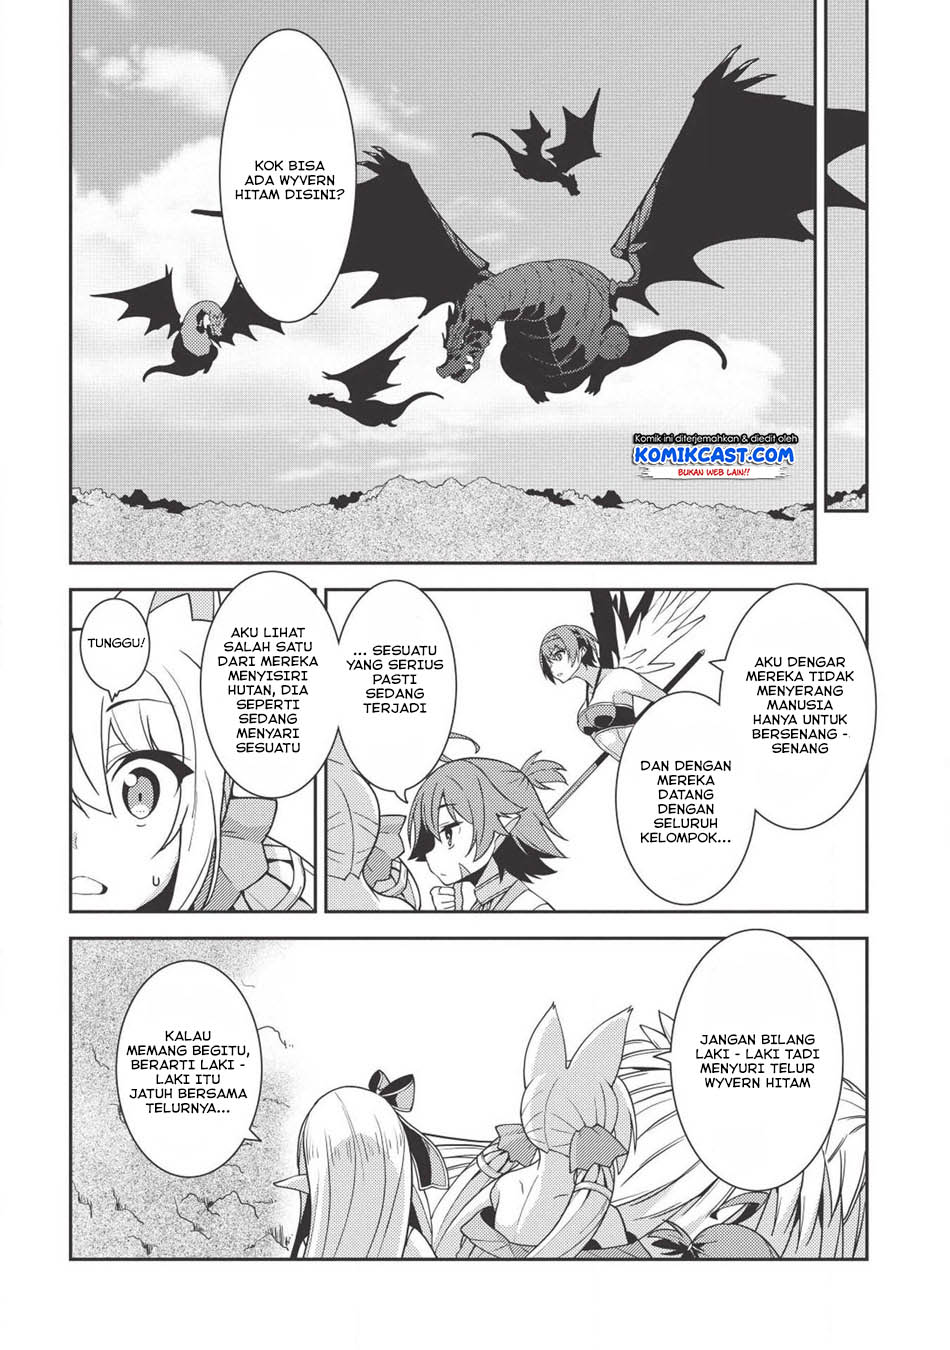 KOK BISA
ADA WYVERN
HITAM DISINI?
Komik ini diterjemahkan & diedit oleh
KOMIKCAST.COM
BUKAN WEB LAIN!!
AKU DENGAR
MEREKA TIDAK
MENYERANG
MANUSIA
HANYA UNTUK
BERSENANG -
SENANG
DAN DENGAN
MEREKA
DATANG
DENGAN
SELURUH
KELOMPOK...
... SESUATU
YANG SERIUS
PASTI
SEDANG
TERJADI
AKU LIHAT
SALAH SATU
DARI MEREKA
MENYISIRI
HUTAN, DIA
SEPERTI
SEDANG
MENYARI
SESUATU
TUNGGU!
JANGAN BILANG
LAKI - LAKI TADI
MENYURI TELUR
WYVERN HITAM
KALAU
MEMANG BEGITU,
BERARTI LAKI -
LAKI ITU
JATUH BERSAMA
TELURNYA...